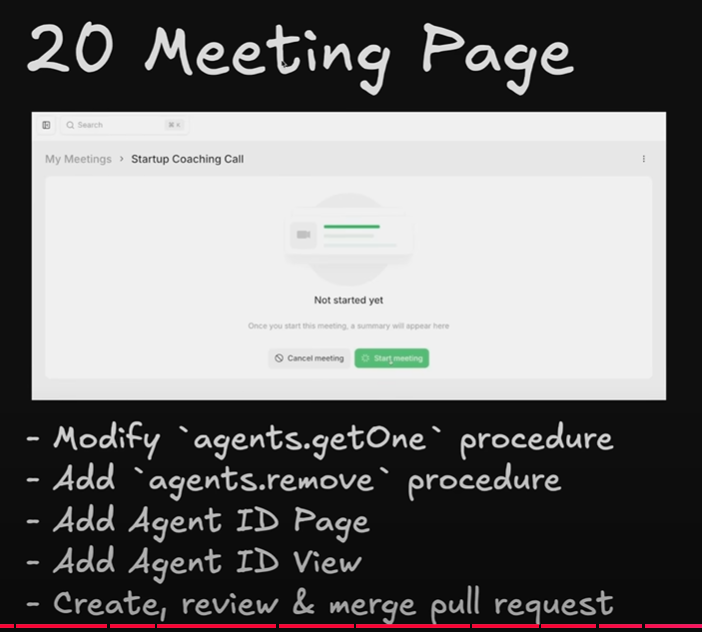 20 Meeting Page
Search ⌘K
My Meetings > Startup Coaching Call
Not started yet
Once you start this meeting, a summary will appear here
Cancel meeting Start meeting
- Modify `agents.getOne` procedure
- Add `agents.remove` procedure
- Add Agent ID Page
- Add Agent ID View
- Create, review & merge pull request